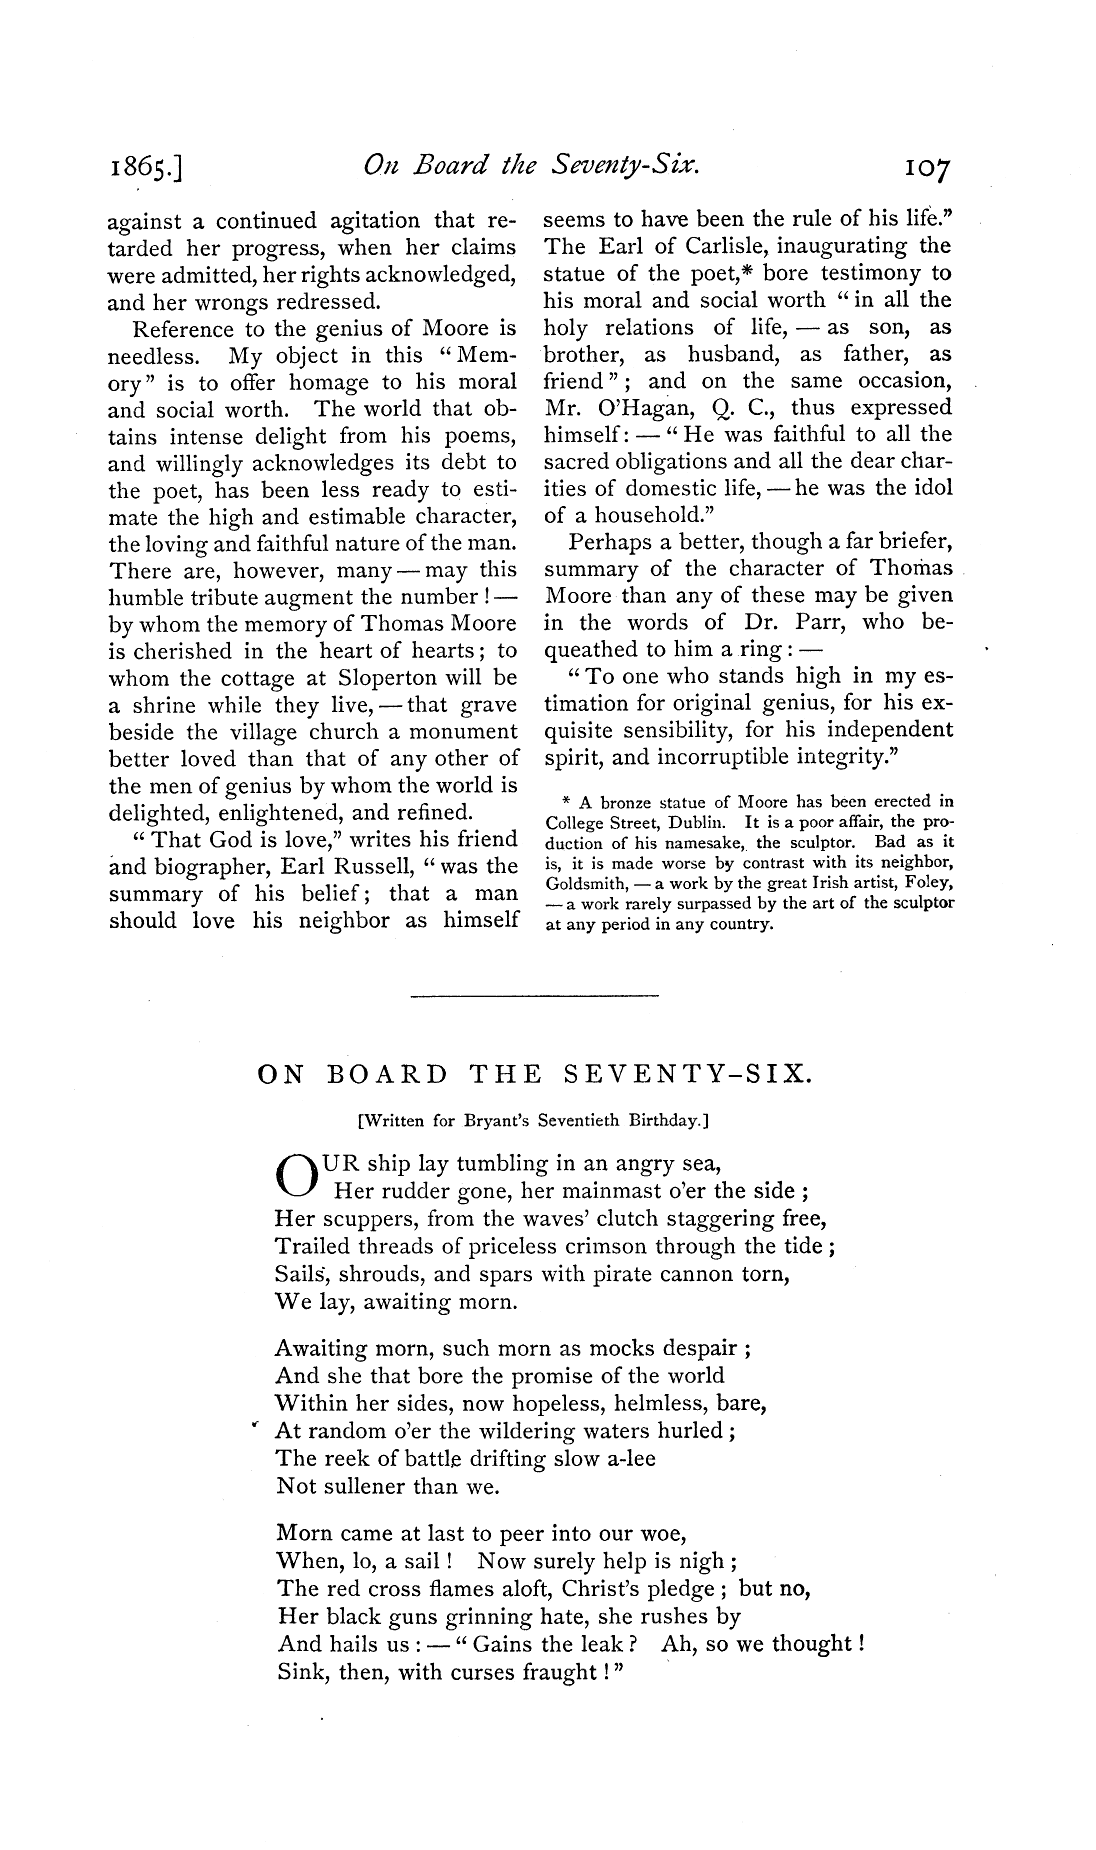 1865.] On Board the Seventy-Six. 107
against a continued agitation that re-
tarded her progress, when her claims
were admitted, her rights acknowledged,
and her wrongs redressed.
Reference to the genius of Moore is
needless. My object in this “Mem-
ory” is to offer homage to his moral
and social worth. The world that ob-
tains intense delight from his poems,
and willingly acknowledges its debt to
the poet, has been less ready to esti-
mate the high and estimable character,
the loving and faithful nature of the man.
There are, however, many — may this
humble tribute augment the number! —
by whom the memory of Thomas Moore
is cherished in the heart of hearts; to
whom the cottage at Sloperton will be
a shrine while they live, — that grave
beside the village church a monument
better loved than that of any other of
the men of genius by whom the world is
delighted, enlightened, and refined.
“That God is love,” writes his friend
and biographer, Earl Russell, “was the
summary of his belief; that a man
should love his neighbor as himself
seems to have been the rule of his life.”
The Earl of Carlisle, inaugurating the
statue of the poet,* bore testimony to
his moral and social worth “in all the
holy relations of life, — as son, as
brother, as husband, as father, as
friend”; and on the same occasion,
Mr. O’Hagan, Q. C., thus expressed
himself: — “He was faithful to all the
sacred obligations and all the dear char-
ities of domestic life, — he was the idol
of a household.”
Perhaps a better, though a far briefer,
summary of the character of Thomas
Moore than any of these may be given
in the words of Dr. Parr, who be-
queathed to him a ring: —
“To one who stands high in my es-
timation for original genius, for his ex-
quisite sensibility, for his independent
spirit, and incorruptible integrity.”
* A bronze statue of Moore has been erected in
College Street, Dublin. It is a poor affair, the pro-
duction of his namesake, the sculptor. Bad as it
is, it is made worse by contrast with its neighbor,
Goldsmith, — a work by the great Irish artist, Foley,
— a work rarely surpassed by the art of the sculptor
at any period in any country.
ON BOARD THE SEVENTY-SIX.
[Written for Bryant’s Seventieth Birthday.]
OUR ship lay tumbling in an angry sea,
Her rudder gone, her mainmast o’er the side;
Her scuppers, from the waves’ clutch staggering free,
Trailed threads of priceless crimson through the tide;
Sails, shrouds, and spars with pirate cannon torn,
We lay, awaiting morn.
Awaiting morn, such morn as mocks despair;
And she that bore the promise of the world
Within her sides, now hopeless, helmless, bare,
At random o’er the wildering waters hurled;
The reek of battle drifting slow a-lee
Not sullener than we.
Morn came at last to peer into our woe,
When, lo, a sail! Now surely help is nigh;
The red cross flames aloft, Christ’s pledge; but no,
Her black guns grinning hate, she rushes by
And hails us: — “Gains the leak? Ah, so we thought!
Sink, then, with curses fraught!”